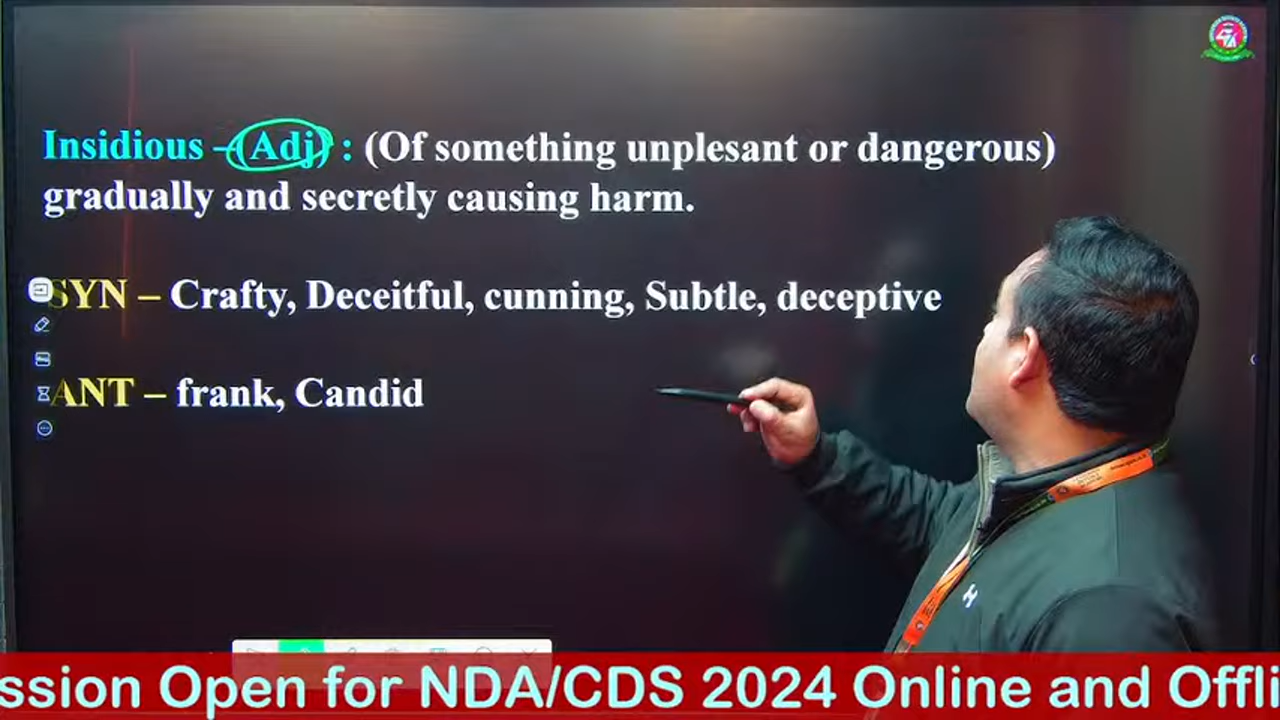 Insidious -(Adj) : (Of something unplesant or dangerous)
gradually and secretly causing harm.
SYN – Crafty, Deceitful, cunning, Subtle, deceptive
ANT – frank, Candid
ssion Open for NDA/CDS 2024 Online and Offli